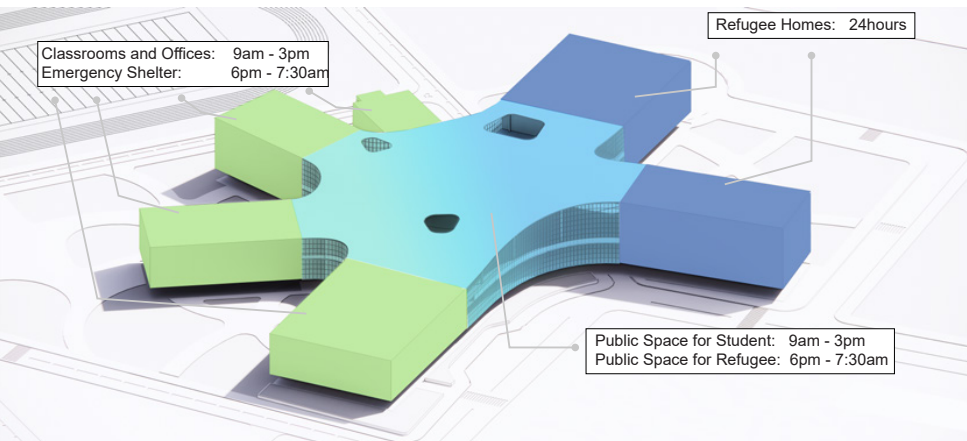 Refugee Homes: 24hours
Classrooms and Offices: 9am - 3pm
Emergency Shelter: 6pm - 7:30am
Public Space for Student: 9am - 3pm
Public Space for Refugee: 6pm - 7:30am